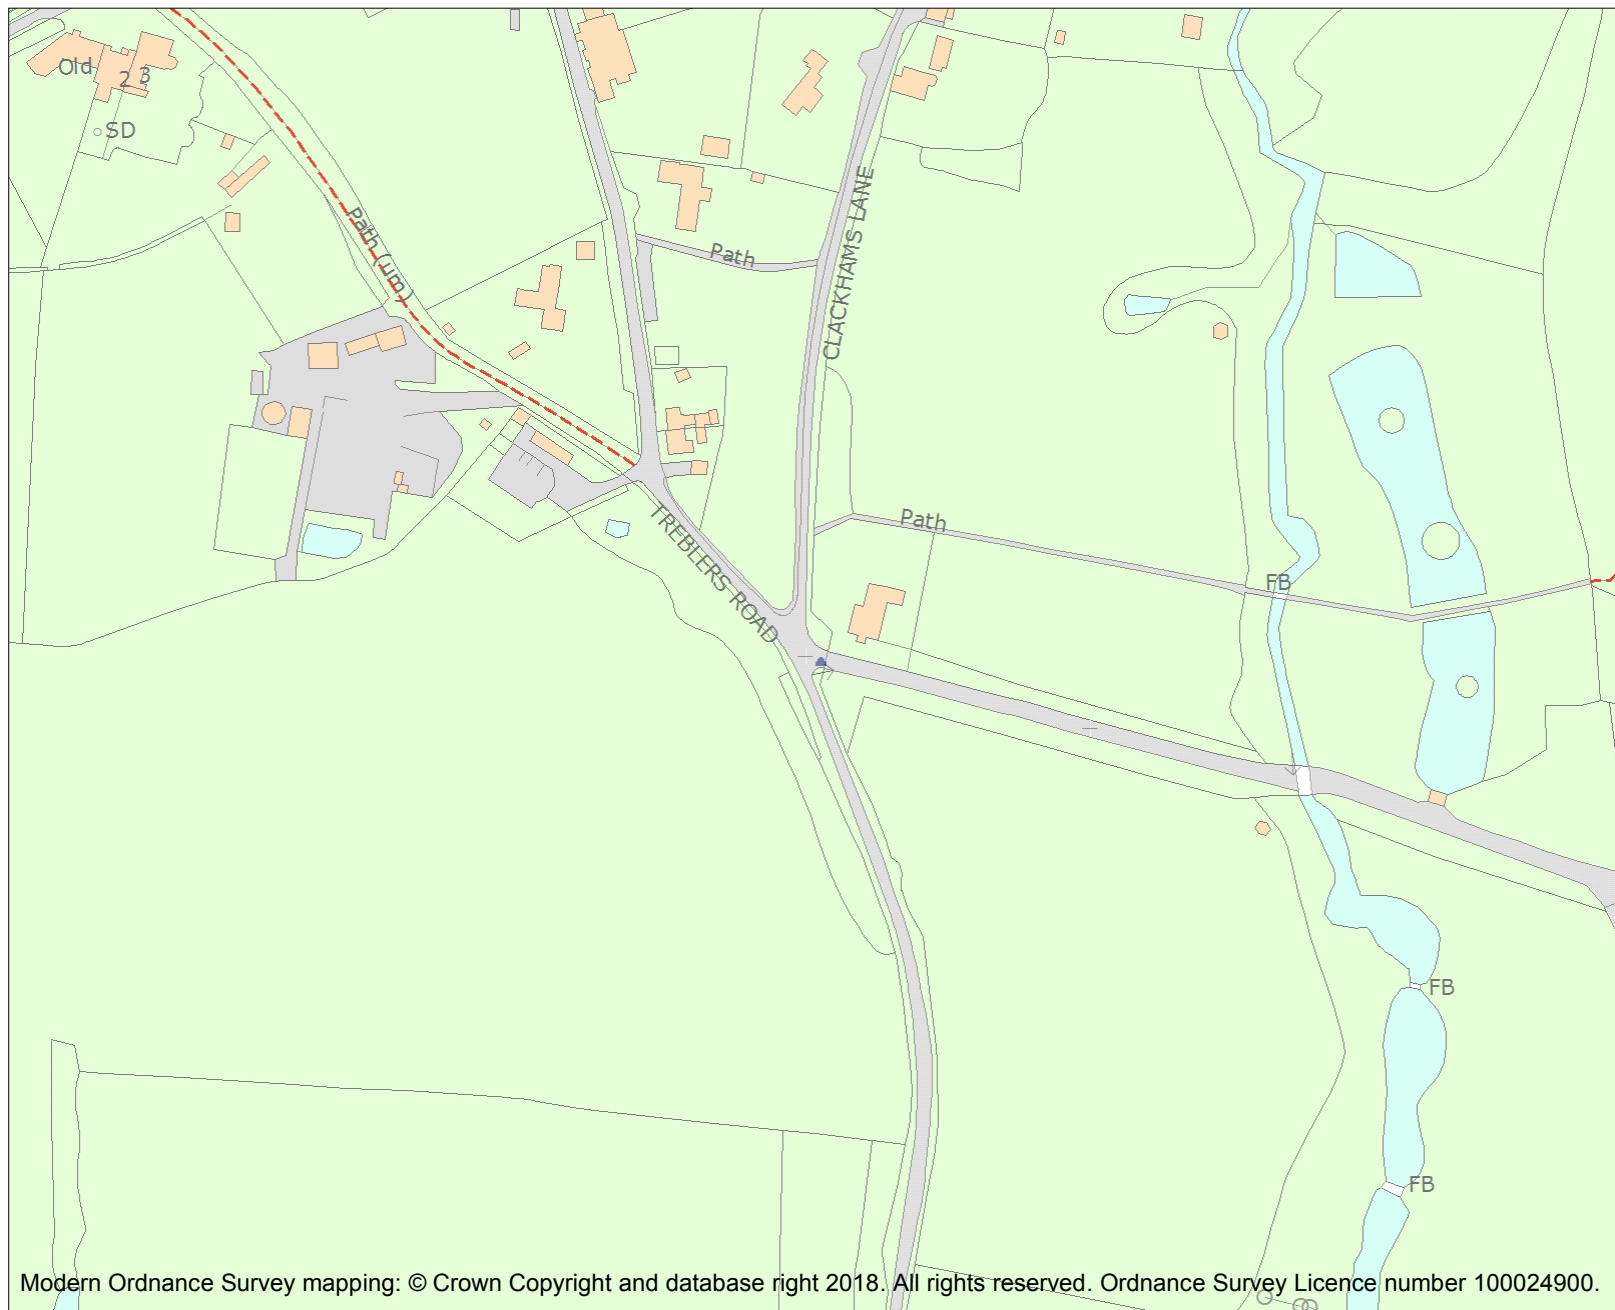 Old
2 3
SD
Path (um)
Path
CLACKHAMS LANE
Path
TREBLERS ROAD
FB
FB
FB
Modern Ordnance Survey mapping: © Crown Copyright and database right 2018. All rights reserved. Ordnance Survey Licence number 100024900.